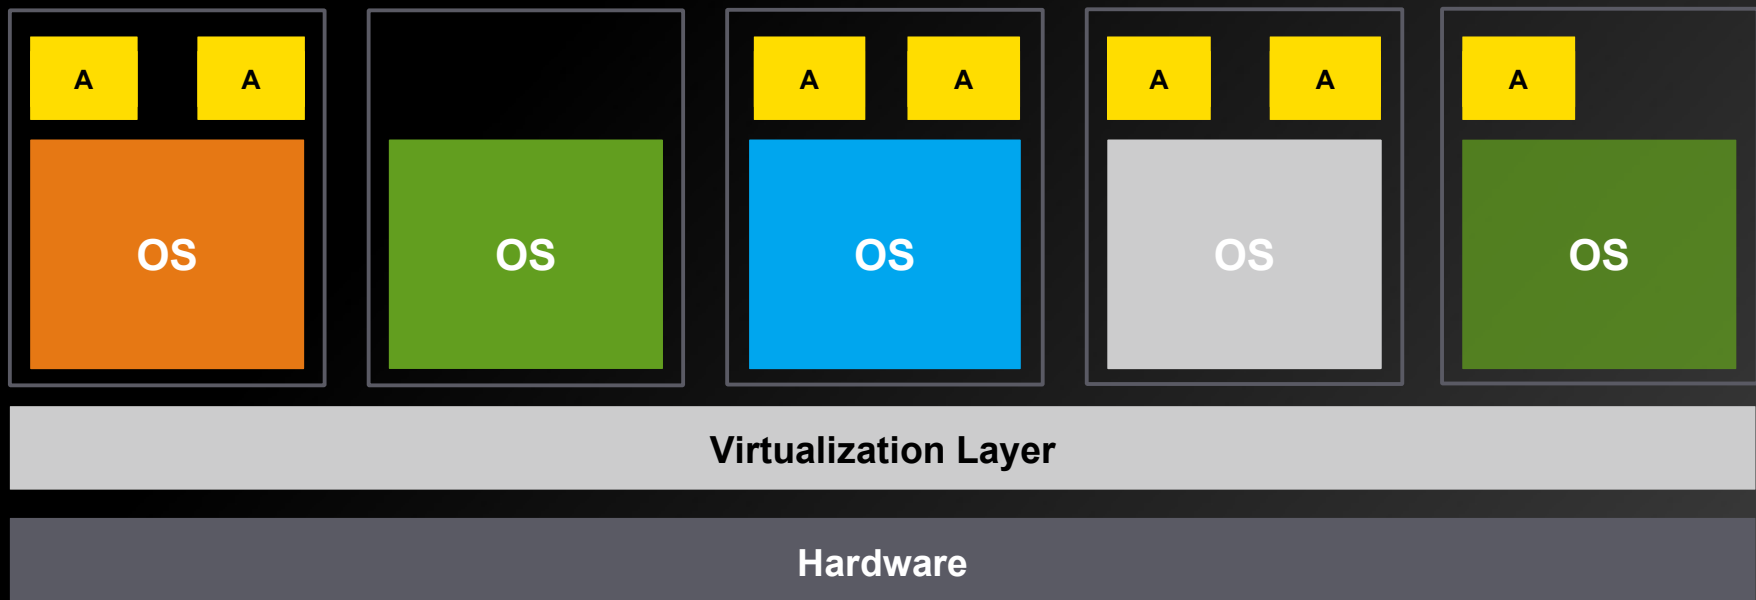 A A A A A A A
OS OS OS OS OS
Virtualization Layer
Hardware